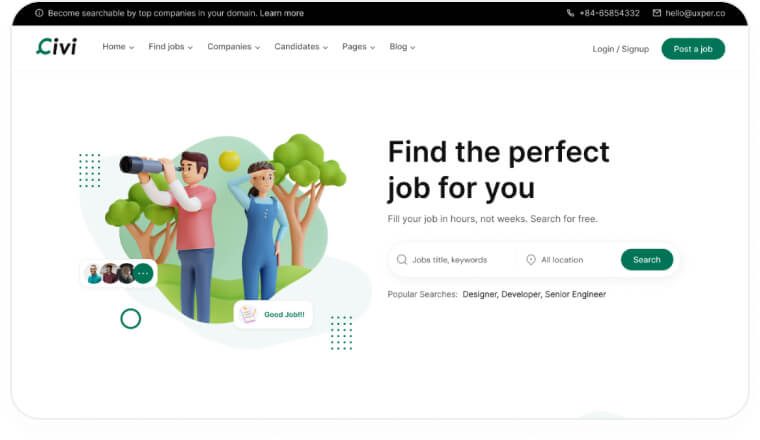 Become searchable by top companies in your domain. Learn more
+84-65854332
hello@uxper.co
Civi
Home
Find jobs
Companies
Candidates
Pages
Blog
Login / Signup
Post a job
Find the perfect
job for you
Fill your job in hours, not weeks. Search for free.
Jobs title, keywords
All location
Search
Popular Searches: Designer, Developer, Senior Engineer
Good Job!!!